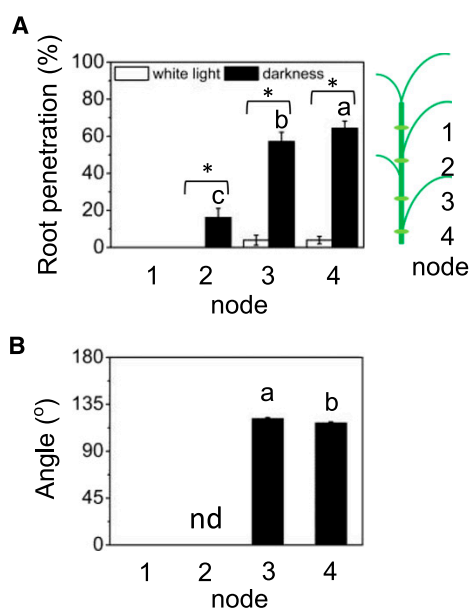 A
Root penetration (%)
100
80
60
40
20
0
white light darkness
*
*
*
c
b
a
1 2 3 4
node
1
2
3
4
node
B
Angle (o)
180
135
90
45
0
nd
a
b
1 2 3 4
node